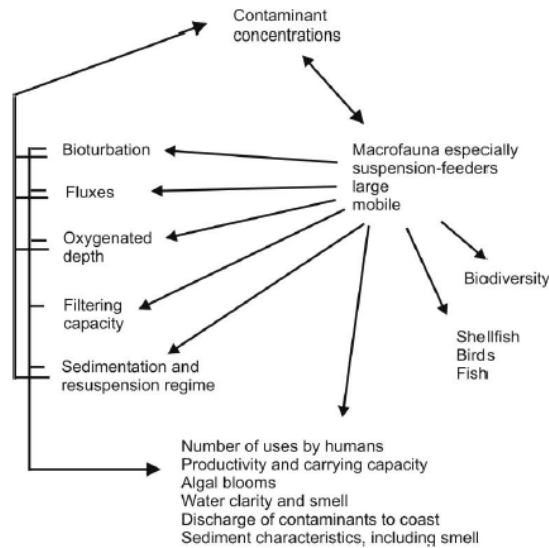 Contaminant
concentrations
Bioturbation
Macrofauna especially
suspension-feeders
large
mobile
Fluxes
Oxygenated
depth
Biodiversity
Filtering
capacity
Shellfish
Birds
Fish
Sedimentation and
resuspension regime
Number of uses by humans
Productivity and carrying capacity
Algal blooms
Water clarity and smell
Discharge of contaminants to coast
Sediment characteristics, including smell